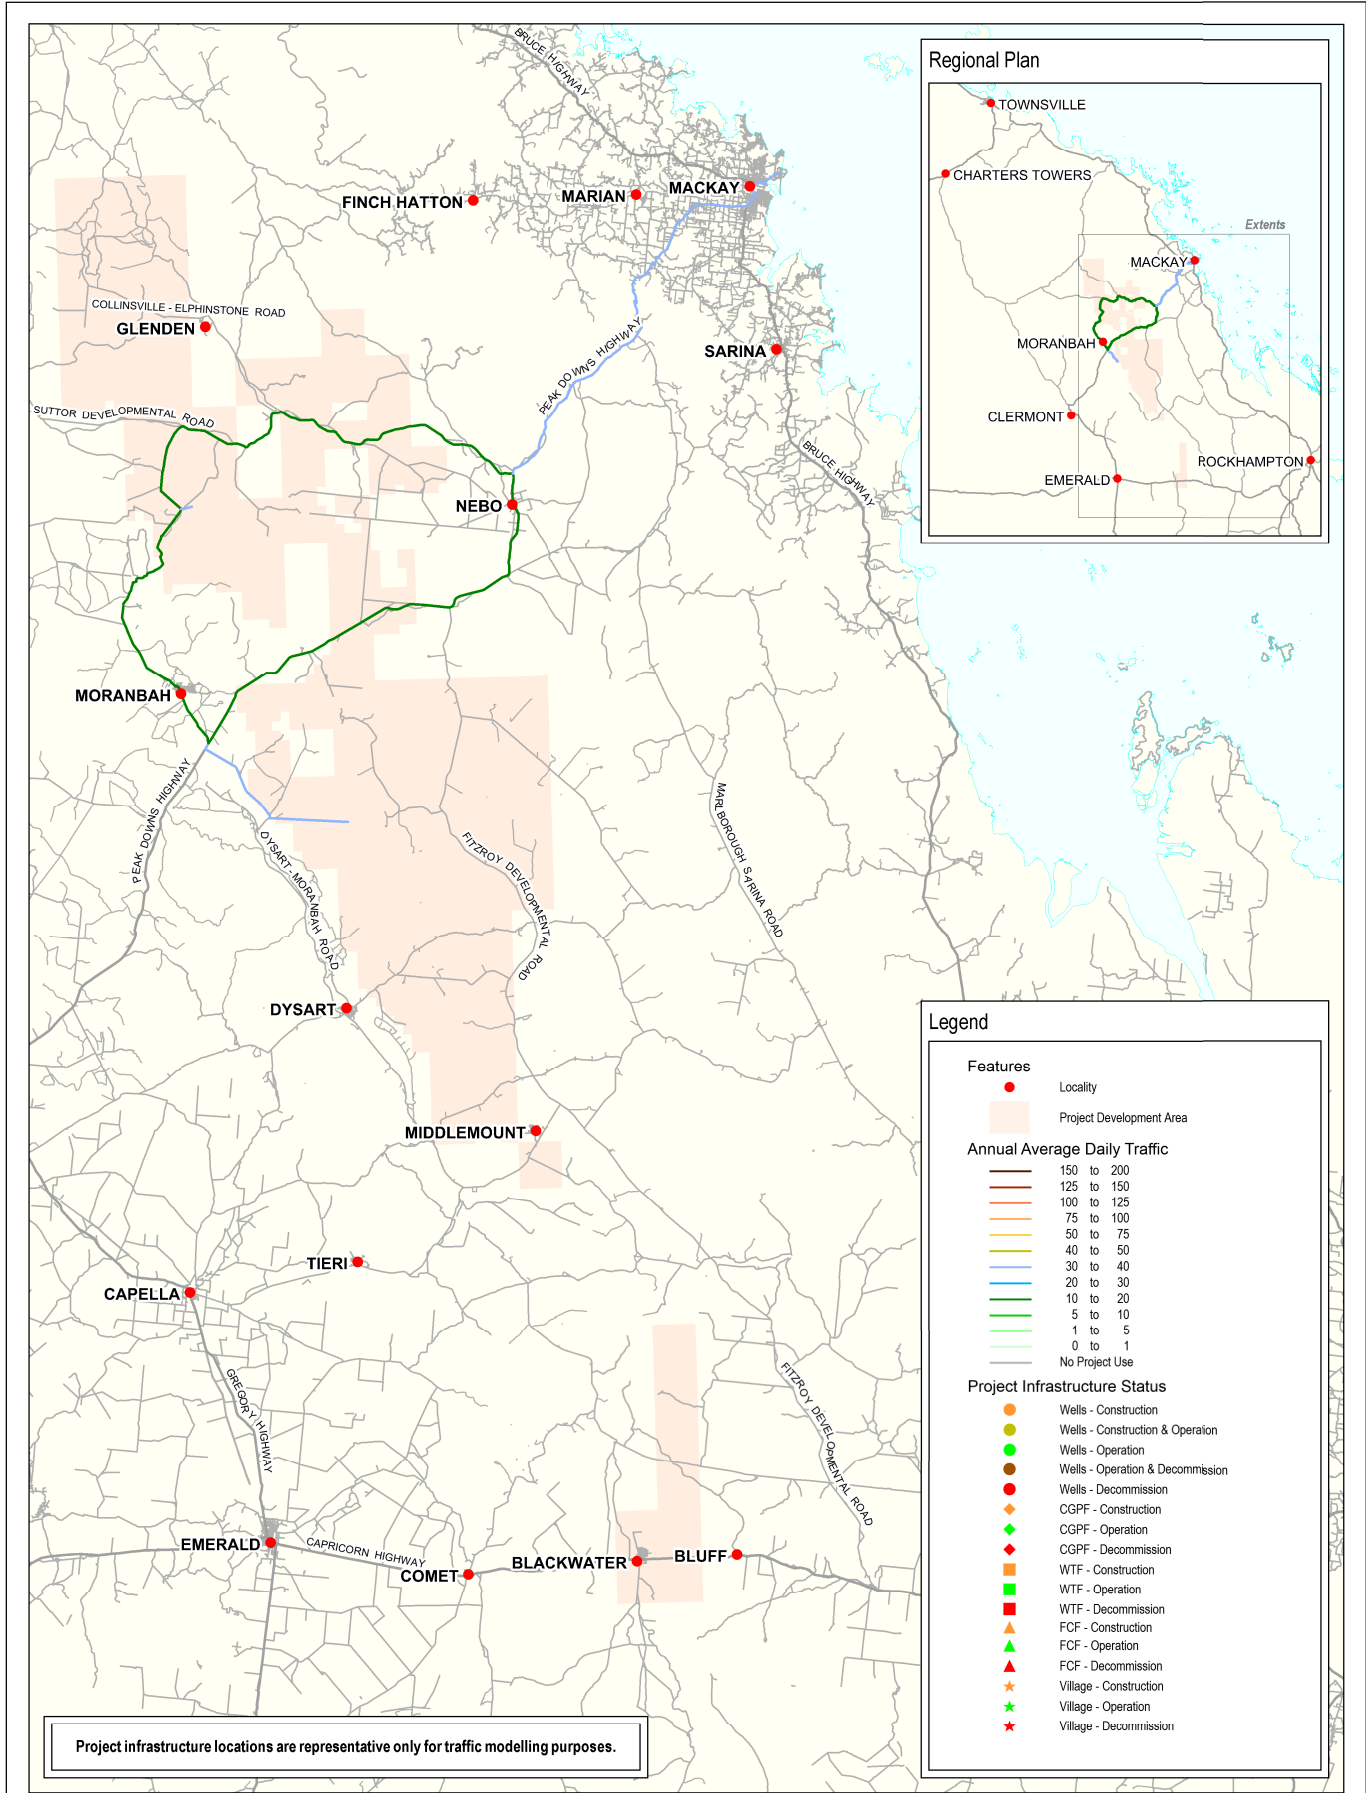 BRUCE HIGHWAY
FINCH HATTON
MARIAN
MACKAY
COLLINSVILLE - ELPHINSTONE ROAD
GLENDEN
PEAK DOWNS HIGHWAY
SARINA
SUTTOR DEVELOPMENTAL ROAD
BRUCE HIGHWAY
NEBO
MORANBAH
PEAK DOWNS HIGHWAY
DYSART - MORANBAH ROAD
FITZROY DEVELOPMENTAL ROAD
MARLBOROUGH SARINA ROAD
DYSART
MIDDLEMOUNT
TIERI
CAPELLA
GREGORY HIGHWAY
FITZROY DEVELOPMENTAL ROAD
EMERALD
CAPRICORN HIGHWAY
COMET
BLACKWATER
BLUFF
Project infrastructure locations are representative only for traffic modelling purposes.
Regional Plan
TOWNSVILLE
CHARTERS TOWERS
Extents
MACKAY
MORANBAH
CLERMONT
ROCKHAMPTON
EMERALD
Legend
Features
Locality
Project Development Area
Annual Average Daily Traffic
150 to 200
125 to 150
100 to 125
75 to 100
50 to 75
40 to 50
30 to 40
20 to 30
10 to 20
5 to 10
1 to 5
0 to 1
No Project Use
Project Infrastructure Status
Wells - Construction
Wells - Construction & Operation
Wells - Operation
Wells - Operation & Decommission
Wells - Decommission
CGPF - Construction
CGPF - Operation
CGPF - Decommission
WTF - Construction
WTF - Operation
WTF - Decommission
FCF - Construction
FCF - Operation
FCF - Decommission
Village - Construction
Village - Operation
Village - Decommission